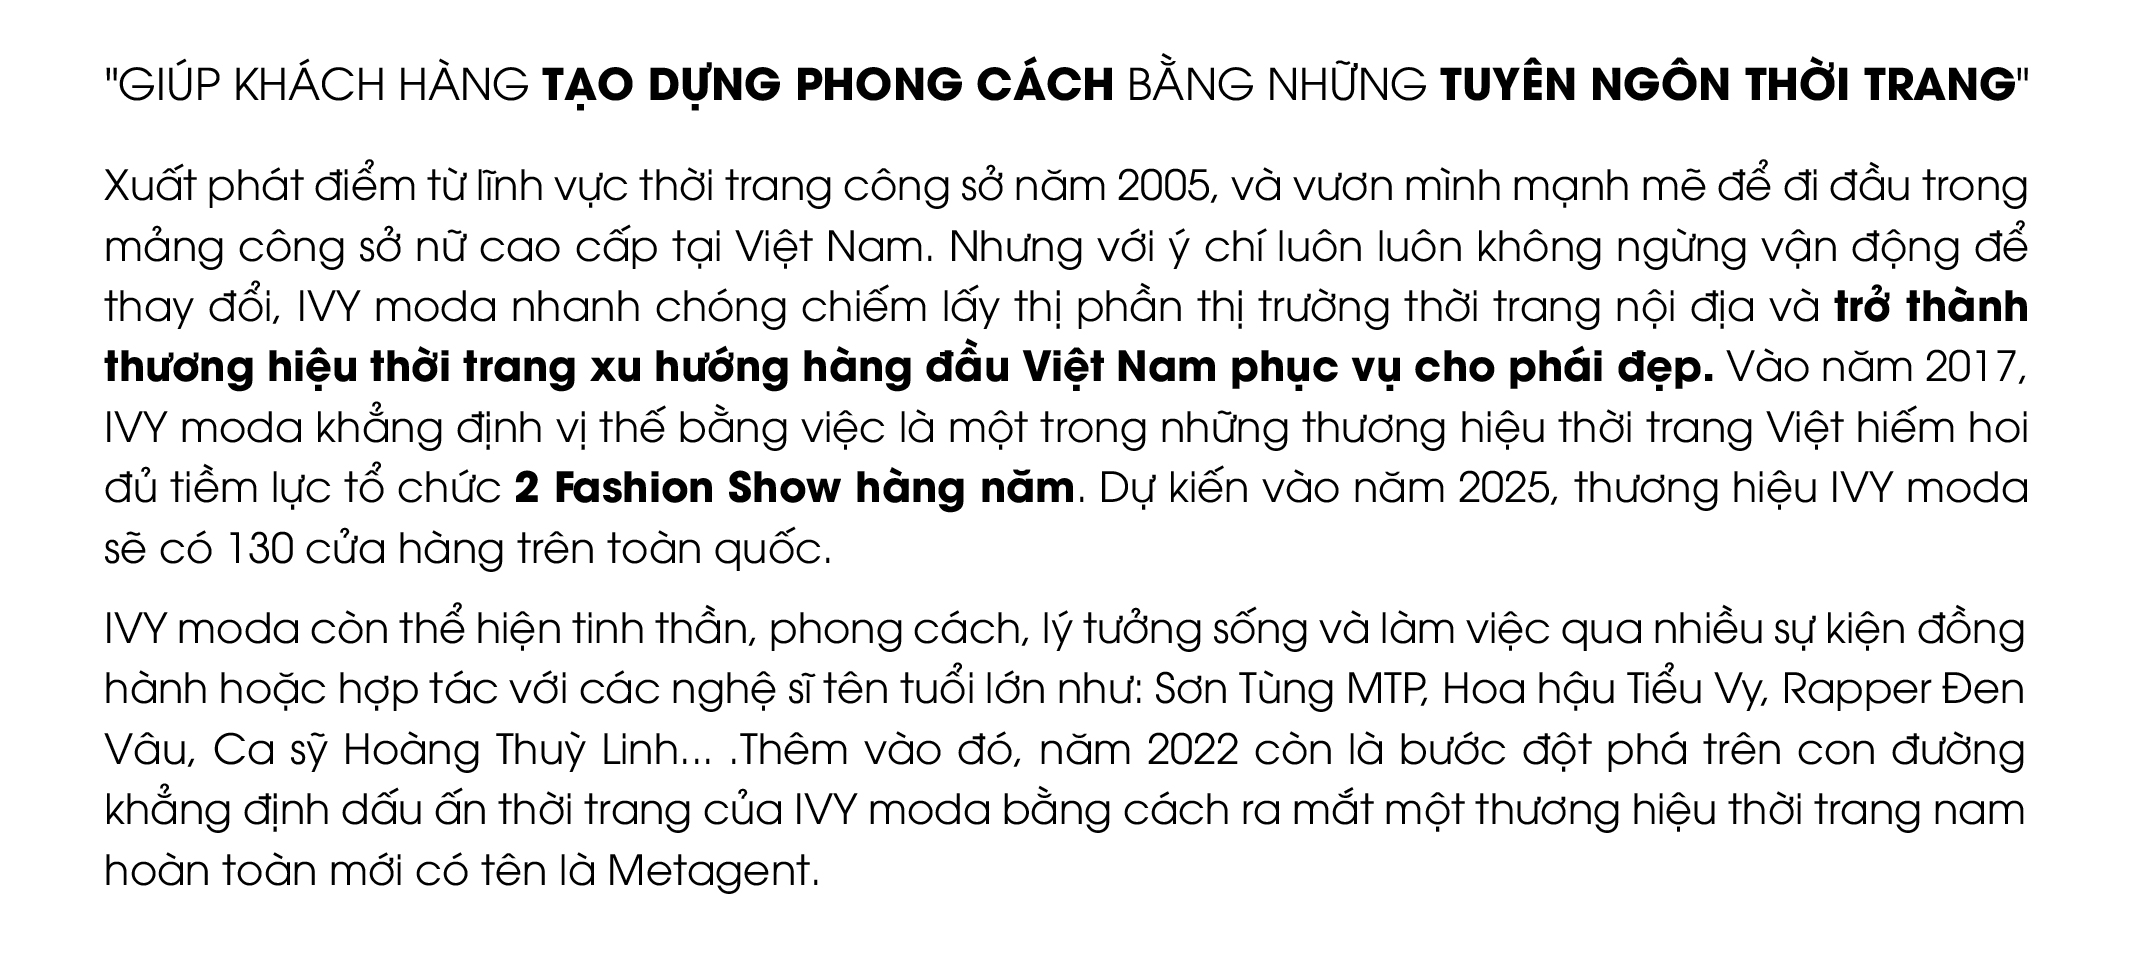 "GIÚP KHÁCH HÀNG TẠO DỰNG PHONG CÁCH BẰNG NHỮNG TUYÊN NGÔN THỜI TRANG"
Xuất phát điểm từ lĩnh vực thời trang công sở năm 2005, và vươn mình mạnh mẽ để đi đầu trong
mảng công sở nữ cao cấp tại Việt Nam. Nhưng với ý chí luôn luôn không ngừng vận động để
thay đổi, IVY moda nhanh chóng chiếm lấy thị phần thị trường thời trang nội địa và trở thành
thương hiệu thời trang xu hướng hàng đầu Việt Nam phục vụ cho phái đẹp. Vào năm 2017,
IVY moda khẳng định vị thế bằng việc là một trong những thương hiệu thời trang Việt hiếm hoi
đủ tiềm lực tổ chức 2 Fashion Show hàng năm. Dự kiến vào năm 2025, thương hiệu IVY moda
sẽ có 130 cửa hàng trên toàn quốc.
IVY moda còn thể hiện tinh thần, phong cách, lý tưởng sống và làm việc qua nhiều sự kiện đồng
hành hoặc hợp tác với các nghệ sĩ tên tuổi lớn như: Sơn Tùng MTP, Hoa hậu Tiểu Vy, Rapper Đen
Vâu, Ca sỹ Hoàng Thuỳ Linh... .Thêm vào đó, năm 2022 còn là bước đột phá trên con đường
khẳng định dấu ấn thời trang của IVY moda bằng cách ra mắt một thương hiệu thời trang nam
hoàn toàn mới có tên là Metagent.